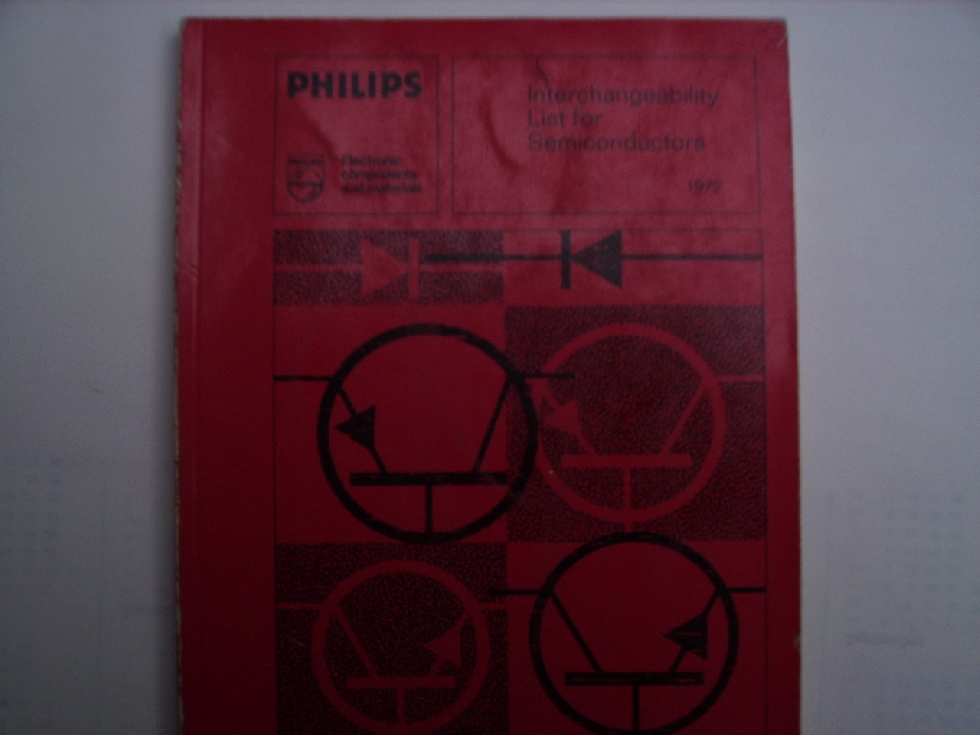 PHILIPS
Electronic
components
and materials
Interchangeability
List for
Semiconductors
1972